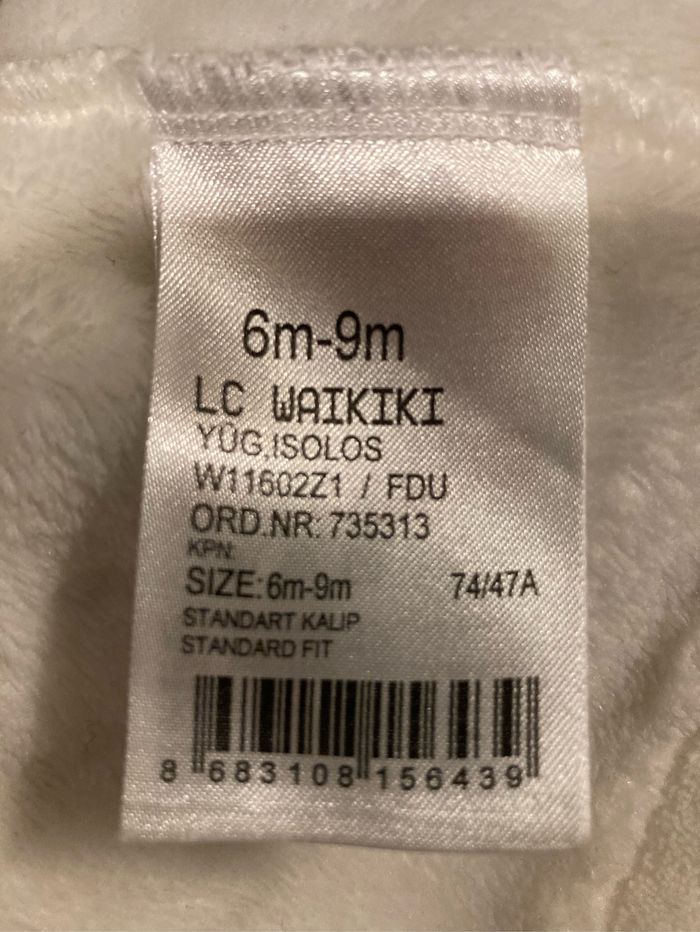 6m-9m
LC WAIKIKI
YÜG.ISOLOS
W11602Z1 / FDU
ORD.NR: 735313
KPN:
SIZE: 6m-9m 74/47A
STANDART KALIP
STANDARD FIT
8 683108 156439